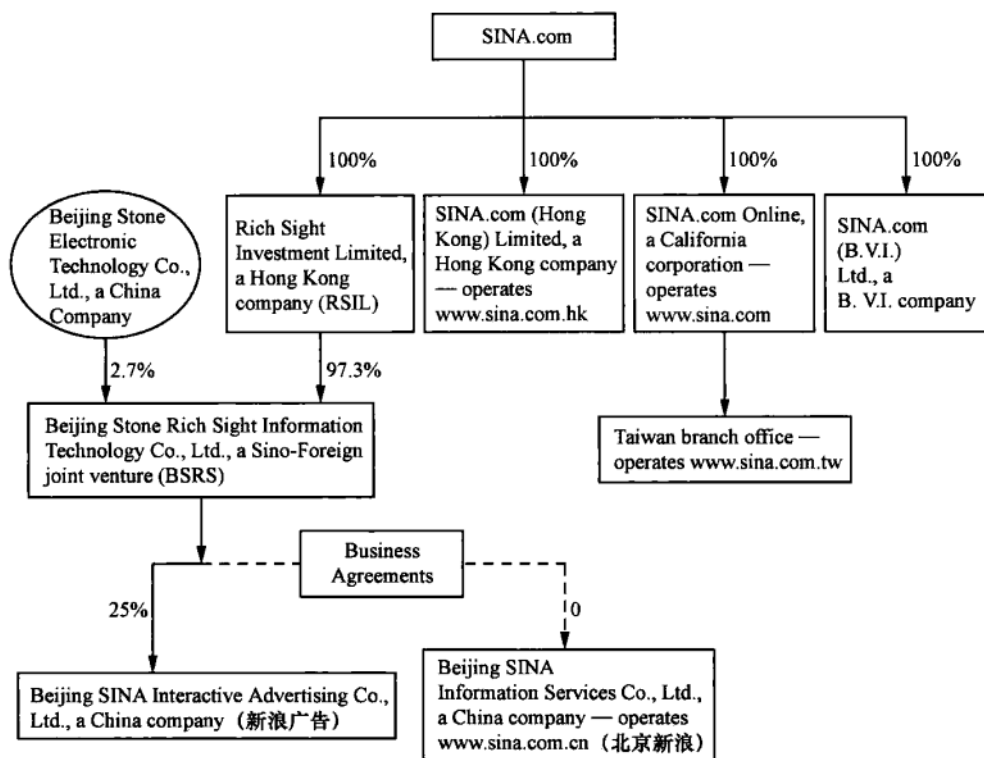 SINA.com
100%
100%
100%
100%
Beijing Stone
Electronic
Technology Co.,
Ltd., a China
Company
Rich Sight
Investment Limited,
a Hong Kong
company (RSIL)
SINA.com (Hong
Kong) Limited, a
Hong Kong company
— operates
www.sina.com.hk
SINA.com Online,
a California
corporation —
operates
www.sina.com
SINA.com
(B.V.I.)
Ltd., a
B. V.I. company
2.7%
97.3%
Beijing Stone Rich Sight Information
Technology Co., Ltd., a Sino-Foreign
joint venture (BSRS)
Taiwan branch office —
operates www.sina.com.tw
Business
Agreements
25%
0
Beijing SINA Interactive Advertising Co.,
Ltd., a China company（新浪广告）
Beijing SINA
Information Services Co., Ltd.,
a China company — operates
www.sina.com.cn（北京新浪）